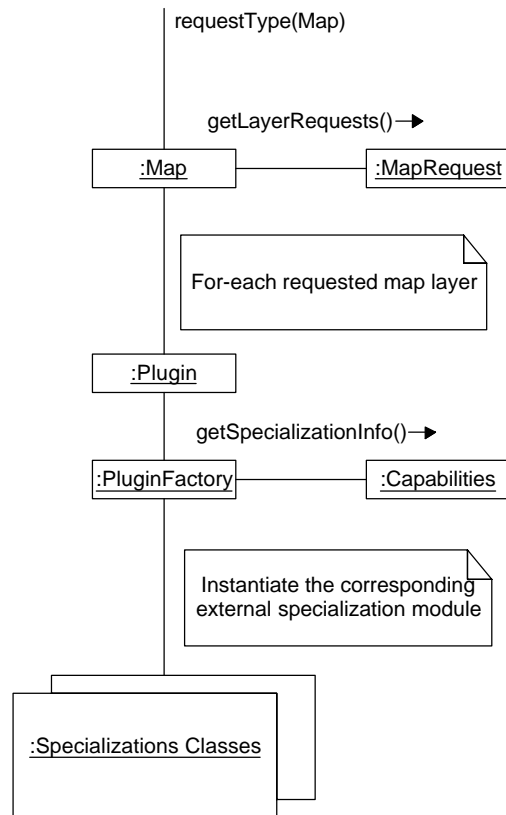 requestType(Map)
getLayerRequests()
:Map
:MapRequest
For-each requested map layer
:Plugin
getSpecializationInfo()
:PluginFactory
:Capabilities
Instantiate the corresponding
external specialization module
:Specializations Classes